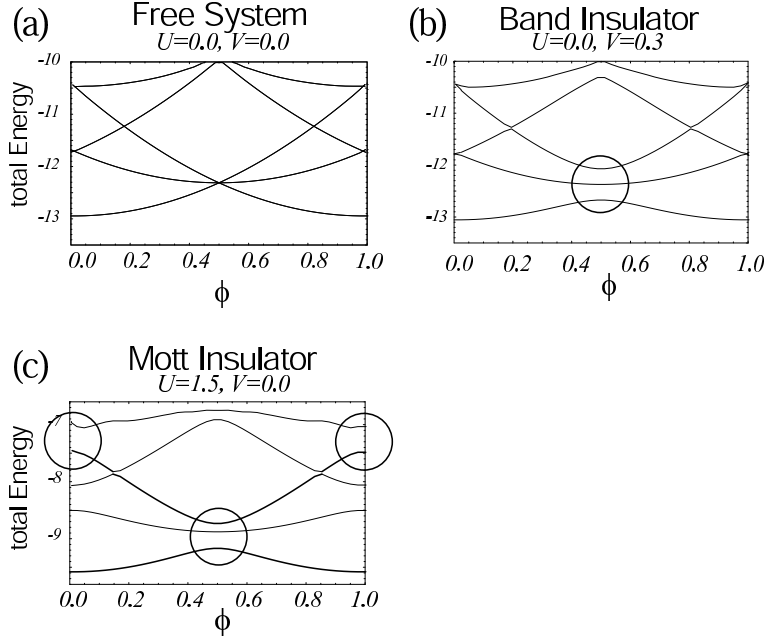 (a) Free System
U=0.0, V=0.0
-10
-11
-12
-13
total Energy
0.0 0.2 0.4 0.6 0.8 1.0
ϕ
(b) Band Insulator
U=0.0, V=0.3
-10
-11
-12
-13
total Energy
0.0 0.2 0.4 0.6 0.8 1.0
ϕ
(c) Mott Insulator
U=1.5, V=0.0
-7
-8
-9
total Energy
0.0 0.2 0.4 0.6 0.8 1.0
ϕ